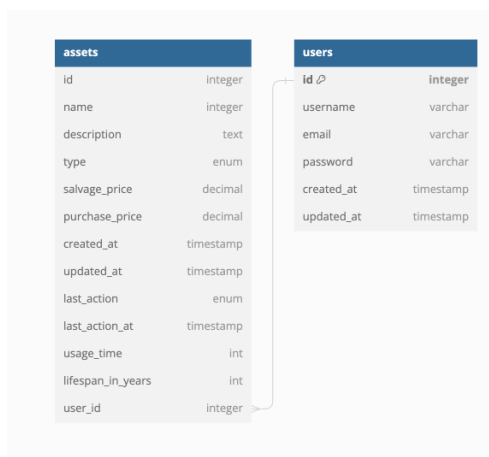 assets
id integer
name integer
description text
type enum
salvage_price decimal
purchase_price decimal
created_at timestamp
updated_at timestamp
last_action enum
last_action_at timestamp
usage_time int
lifespan_in_years int
user_id integer
users
id integer
username varchar
email varchar
password varchar
created_at timestamp
updated_at timestamp